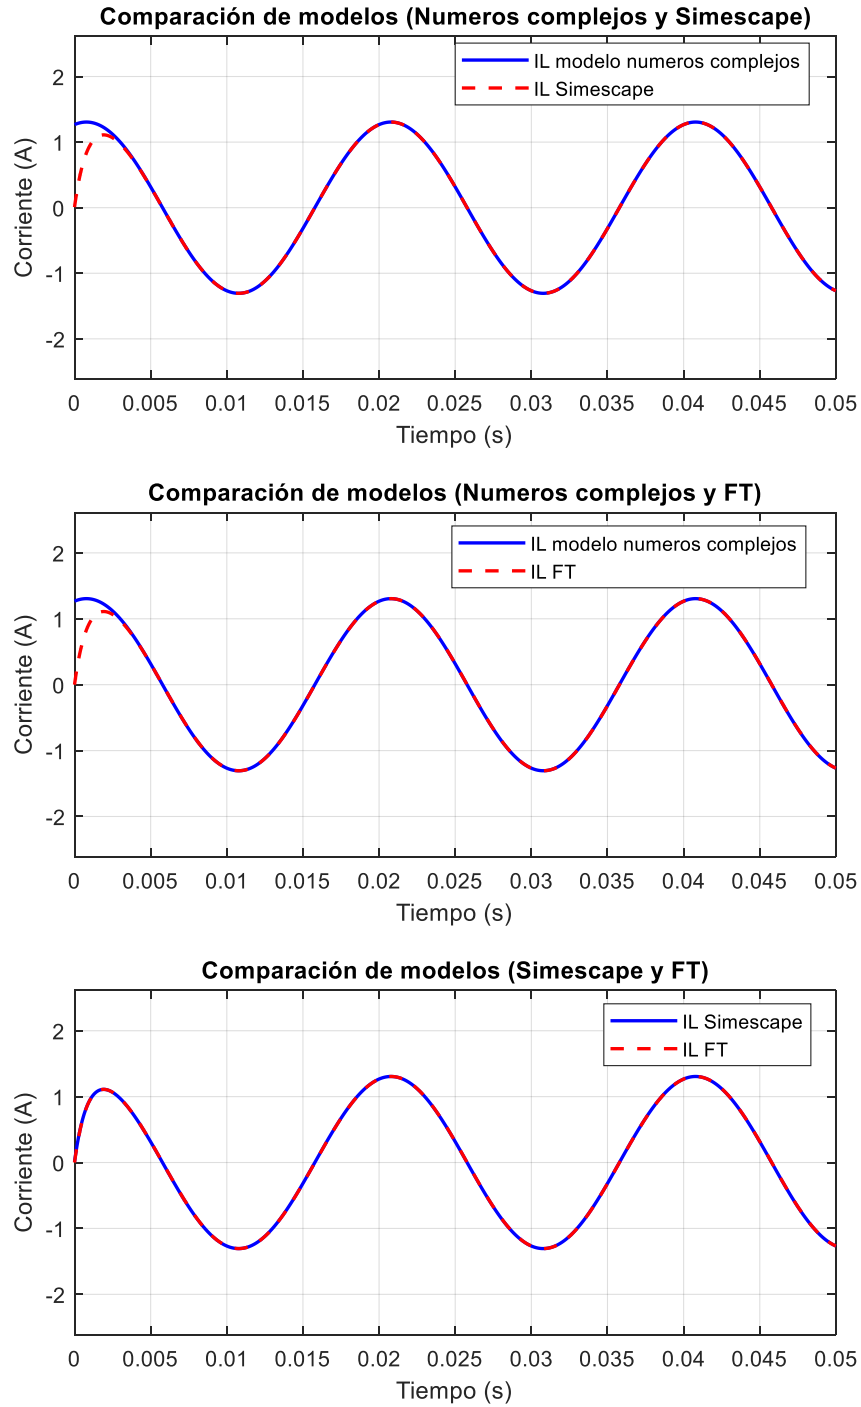 Comparación de modelos (Numeros complejos y Simescape)
IL modelo numeros complejos
IL Simescape
Corriente (A)
2
1
0
-1
-2
0 0.005 0.01 0.015 0.02 0.025 0.03 0.035 0.04 0.045 0.05
Tiempo (s)
Comparación de modelos (Numeros complejos y FT)
IL modelo numeros complejos
IL FT
Corriente (A)
2
1
0
-1
-2
0 0.005 0.01 0.015 0.02 0.025 0.03 0.035 0.04 0.045 0.05
Tiempo (s)
Comparación de modelos (Simescape y FT)
IL Simescape
IL FT
Corriente (A)
2
1
0
-1
-2
0 0.005 0.01 0.015 0.02 0.025 0.03 0.035 0.04 0.045 0.05
Tiempo (s)